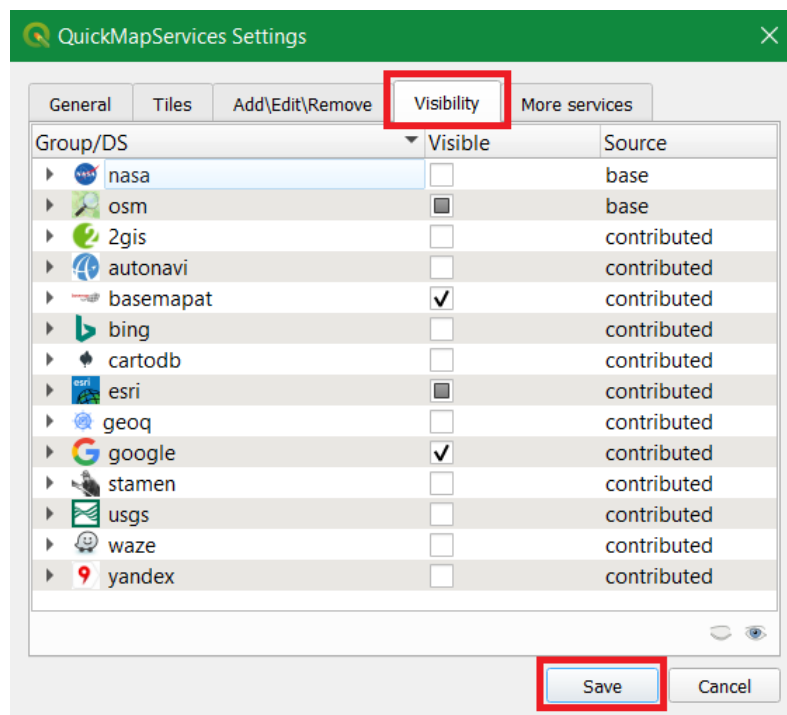 QuickMapServices Settings
General Tiles Add\Edit\Remove Visibility More services
Group/DS Visible Source
nasa base
osm base
2gis contributed
autonavi contributed
basemapat contributed
bing contributed
cartodb contributed
esri contributed
geoq contributed
google contributed
stamen contributed
usgs contributed
waze contributed
yandex contributed
Save Cancel